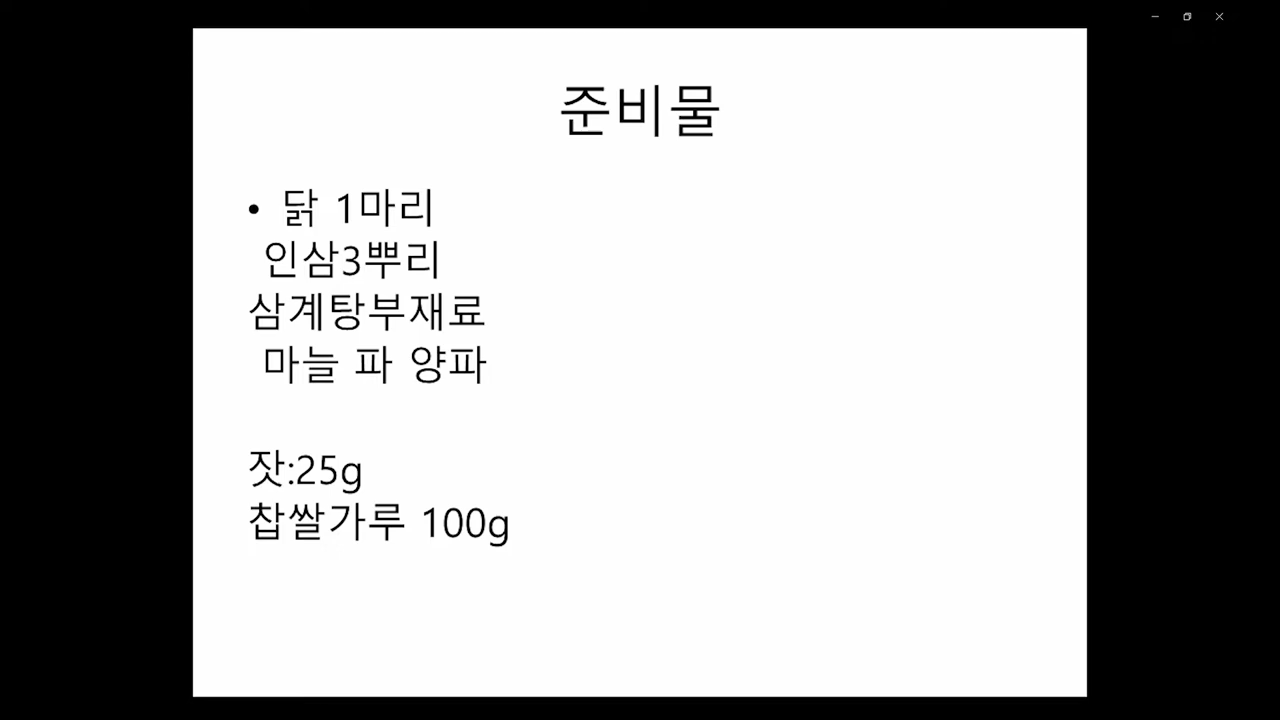 준비물
• 닭 1마리
인삼3뿌리
삼계탕부재료
마늘 파 양파
잣:25g
찹쌀가루 100g